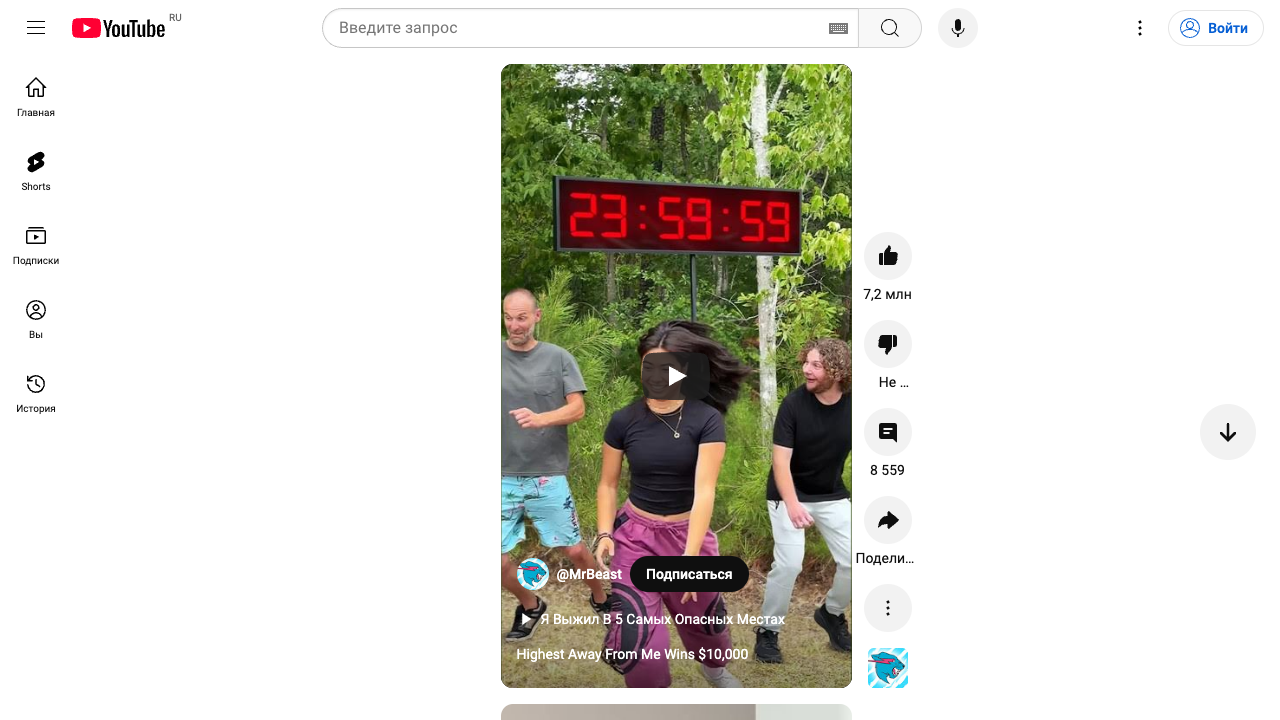 YouTube
RU
Введите запрос
Войти
Главная
Shorts
Подписки
Вы
История
23:59:59
7,2 млн
Не ...
8 559
Подели...
@MrBeast
Подписаться
Я Выжил В 5 Самых Опасных Местах
Highest Away From Me Wins $10,000